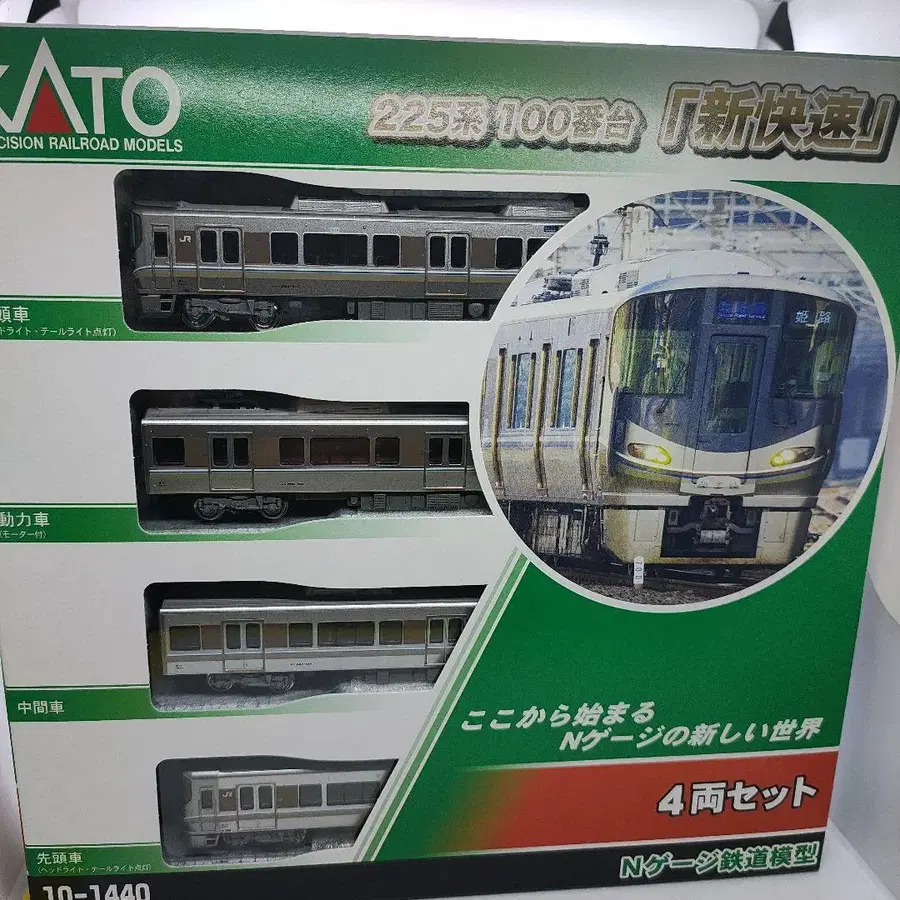 KATO
CISION RAILROAD MODELS
225系 100番台 「新快速」
JR
姫路
頭車
ドライト・テールライト点灯)
動力車
(モーター付)
中間車
ここから始まる
Nゲージの新しい世界
4両セット
JR
先頭車
(ヘッドライト・テールライト点灯)
Nゲージ鉄道模型
10-1440